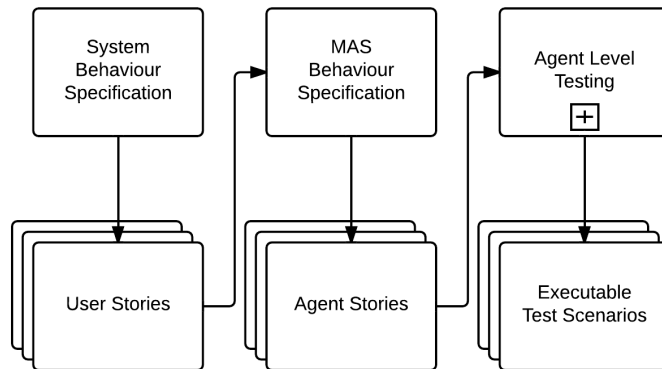 System
Behaviour
Specification
MAS
Behaviour
Specification
Agent Level
Testing
User Stories
Agent Stories
Executable
Test Scenarios